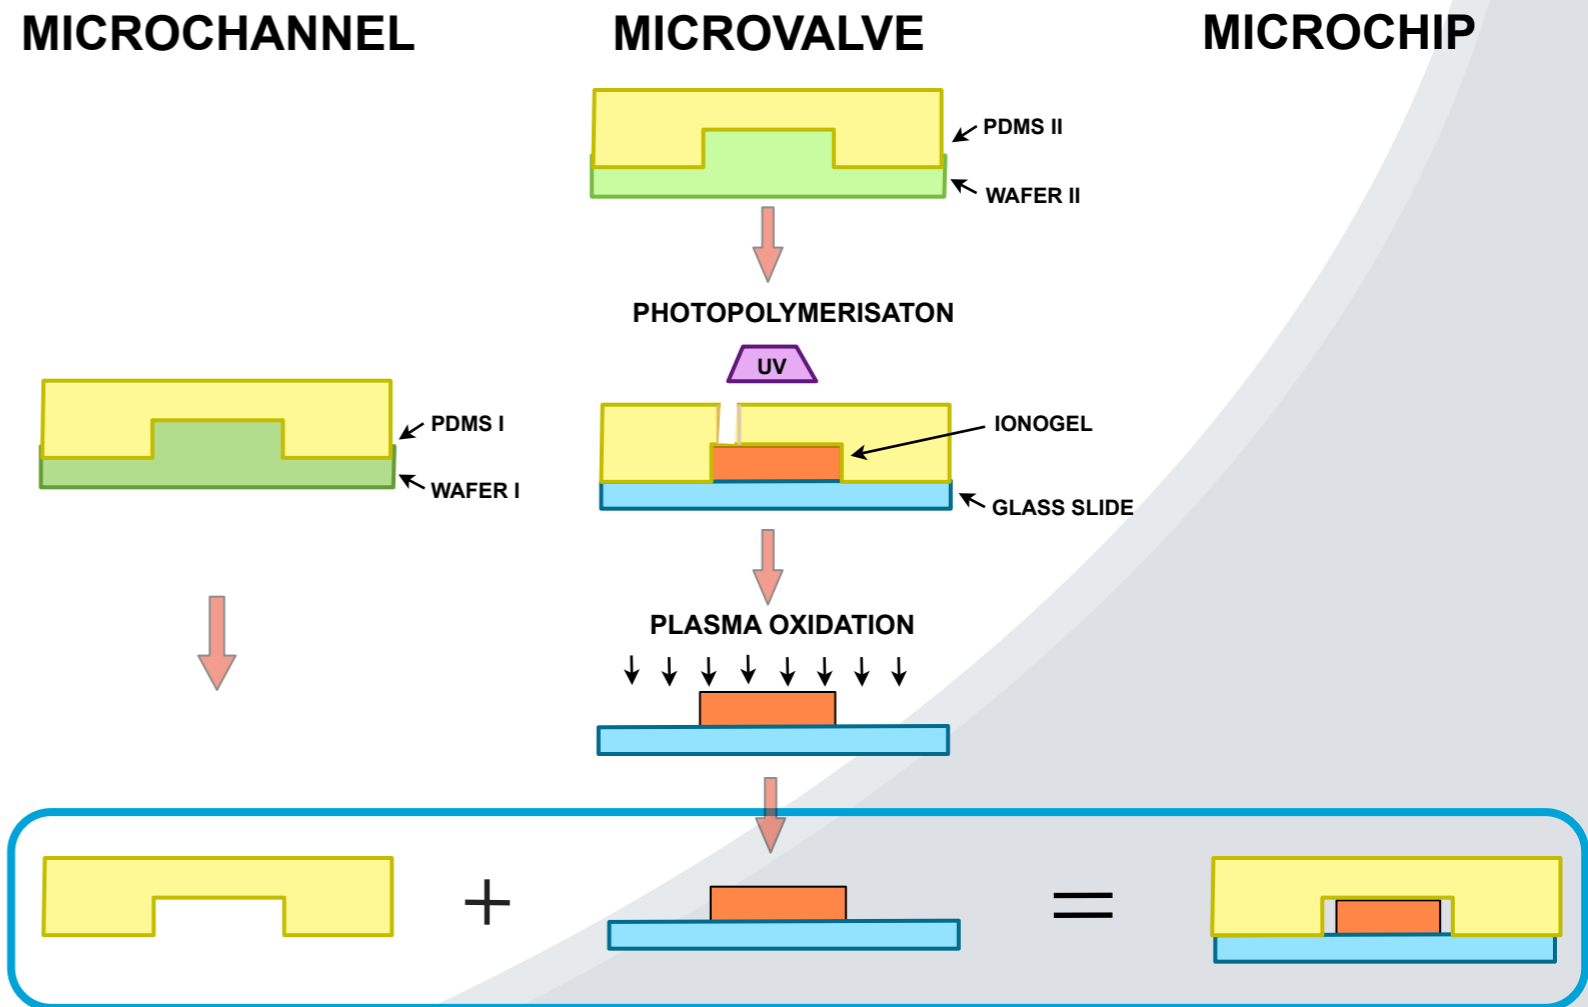 MICROCHANNEL
MICROVALVE
MICROCHIP
PDMS II
WAFER II
PHOTOPOLYMERISATON
UV
PDMS I
IONOGEL
WAFER I
GLASS SLIDE
PLASMA OXIDATION
+
=